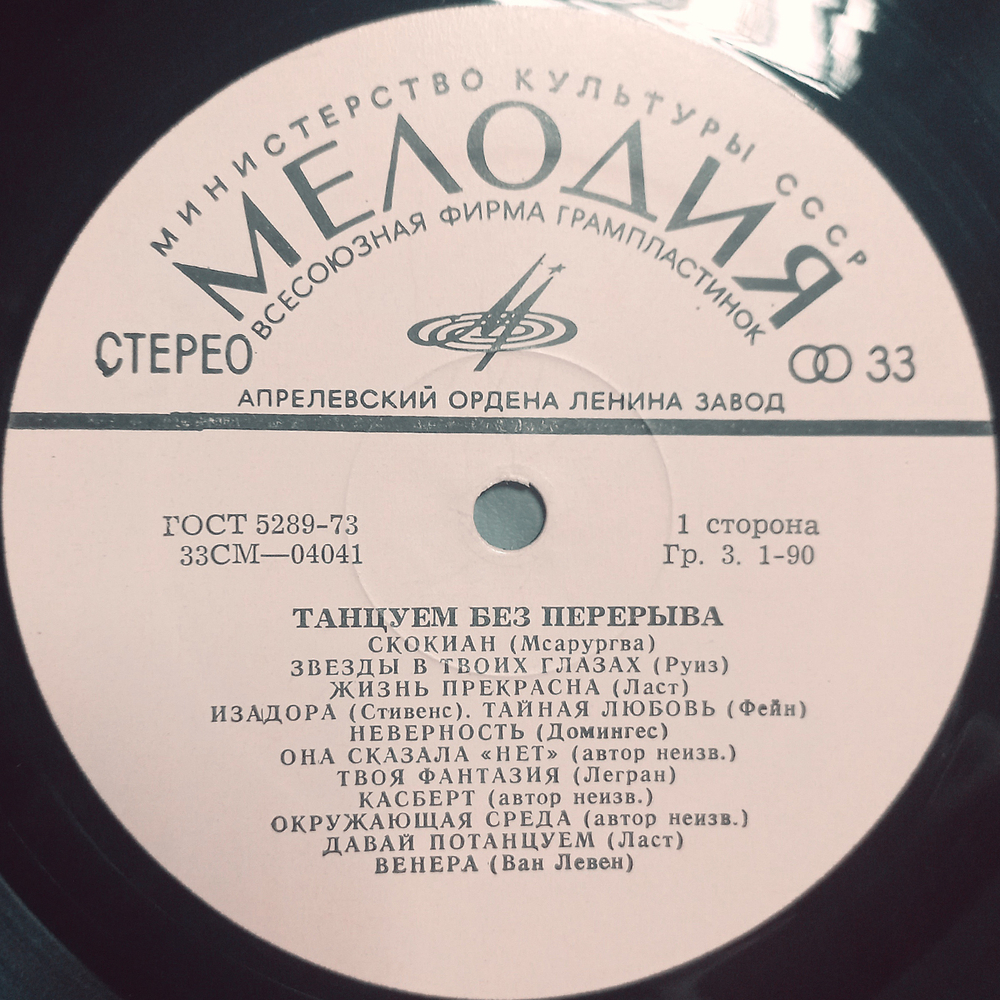 МИНИСТЕРСТВО КУЛЬТУРЫ СССР
МЕЛОДИЯ
ВСЕСОЮЗНАЯ ФИРМА ГРАМПЛАСТИНОК
СТЕРЕО
33
АПРЕЛЕВСКИЙ ОРДЕНА ЛЕНИНА ЗАВОД
ГОСТ 5289-73
33СМ—04041
1 сторона
Гр. 3. 1-90
ТАНЦУЕМ БЕЗ ПЕРЕРЫВА
СКОКИАН (Мсарургва)
ЗВЕЗДЫ В ТВОИХ ГЛАЗАХ (Руиз)
ЖИЗНЬ ПРЕКРАСНА (Ласт)
ИЗАДОРА (Стивенс). ТАЙНАЯ ЛЮБОВЬ (Фейн)
НЕВЕРНОСТЬ (Домингес)
ОНА СКАЗАЛА «НЕТ» (автор неизв.)
ТВОЯ ФАНТАЗИЯ (Легран)
КАСБЕРТ (автор неизв.)
ОКРУЖАЮЩАЯ СРЕДА (автор неизв.)
ДАВАЙ ПОТАНЦУЕМ (Ласт)
ВЕНЕРА (Ван Левен)